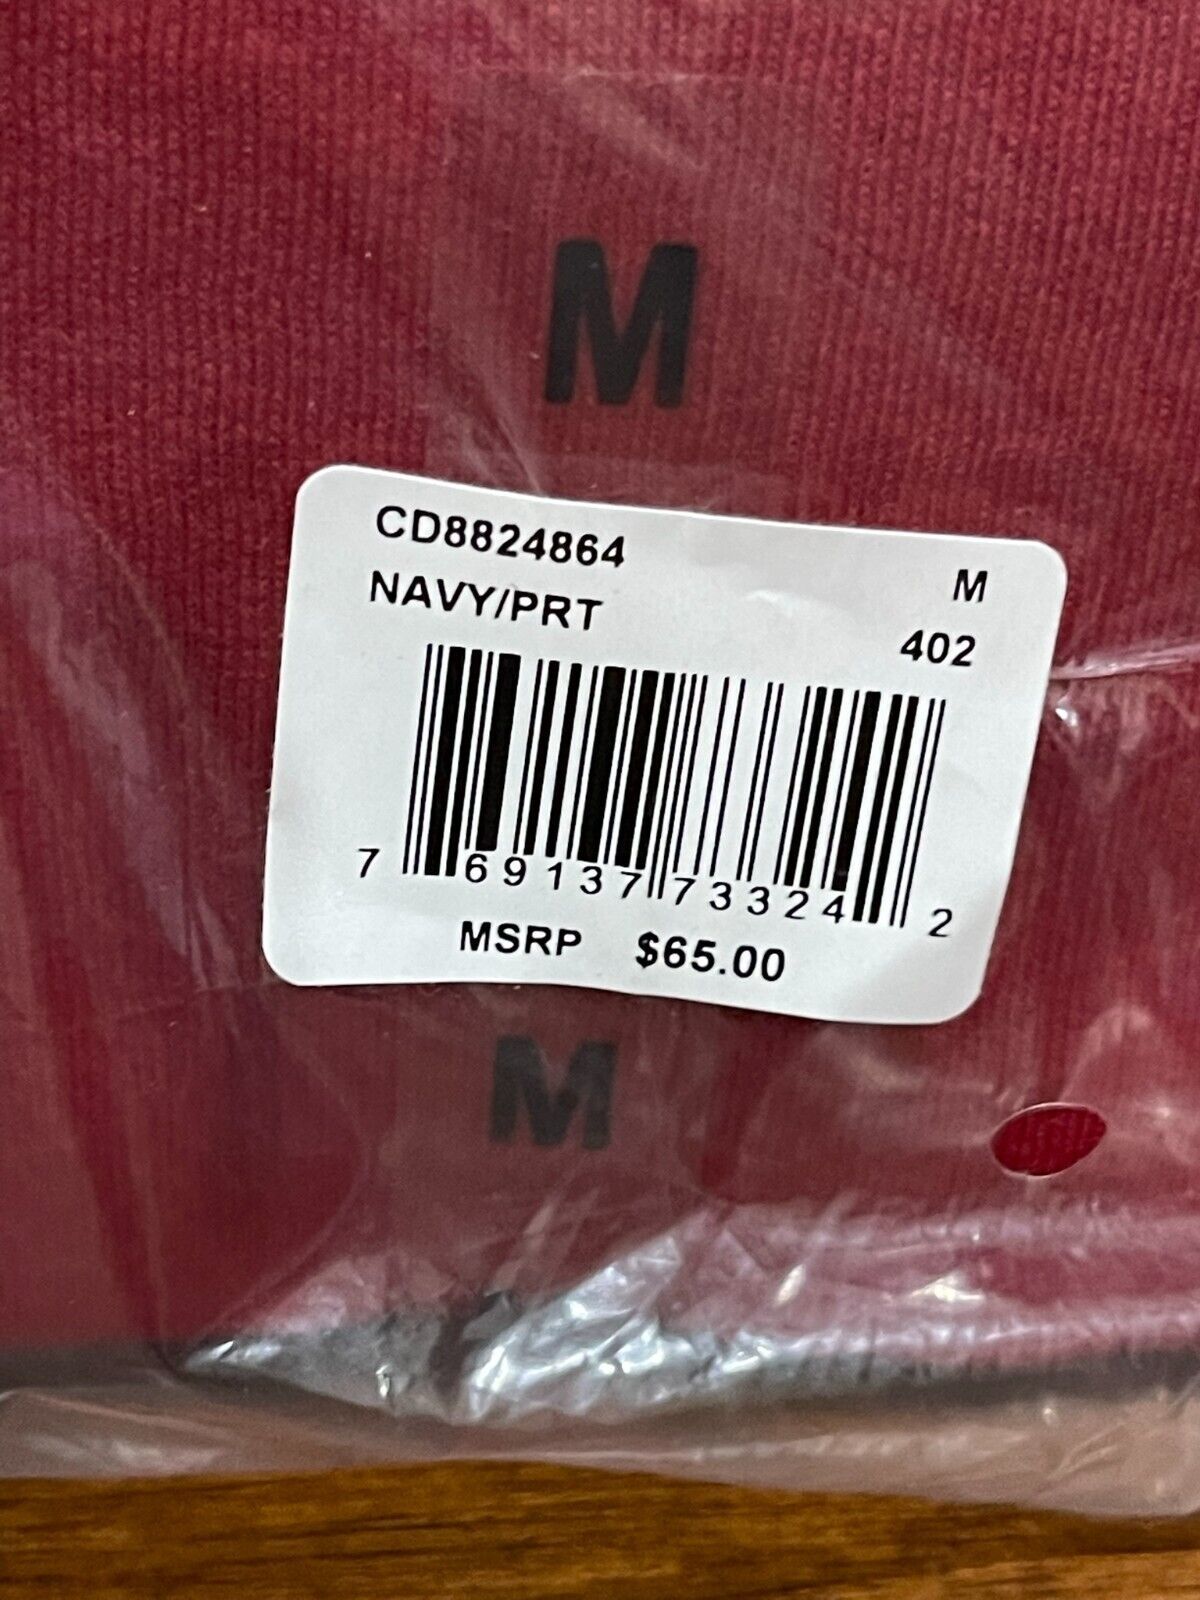 M
CD8824864
NAVY/PRT
M
402
7 69137 73324 2
MSRP $65.00
M